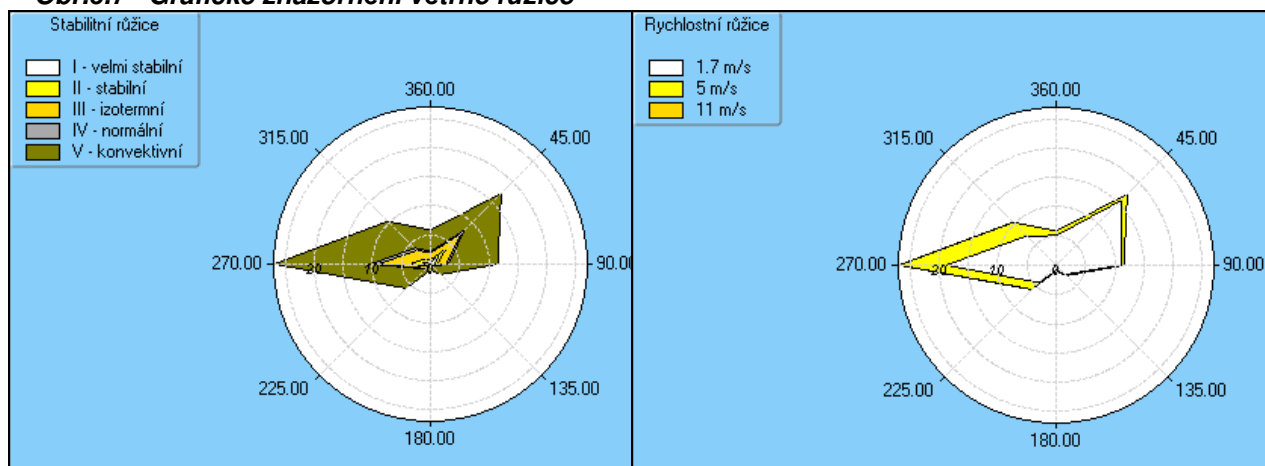 Stabilitní růžice
I - velmi stabilní
II - stabilní
III - izotermní
IV - normální
V - konvektivní
360.00
315.00
45.00
270.00
20
10
0
90.0
225.00
135.00
180.00
Rychlostní růžice
1.7 m/s
5 m/s
11 m/s
360.00
315.00
45.00
270.00
20
10
0
90.00
225.00
135.00
180.00